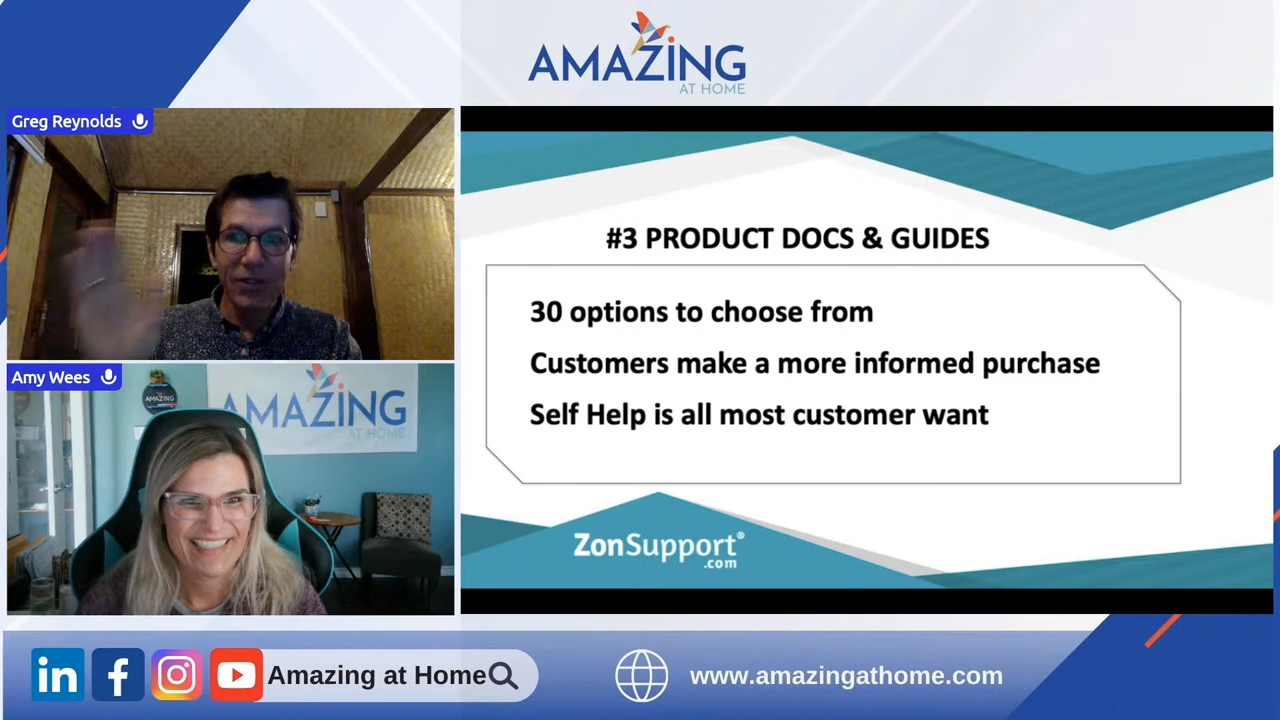 AMAZING
AT HOME
Greg Reynolds
#3 PRODUCT DOCS & GUIDES
30 options to choose from
Customers make a more informed purchase
Self Help is all most customer want
ZonSupport®
.com
Amy Wees
AMAZING
AMAZING
AT HOME
in
f
Amazing at Home
www.amazingathome.com